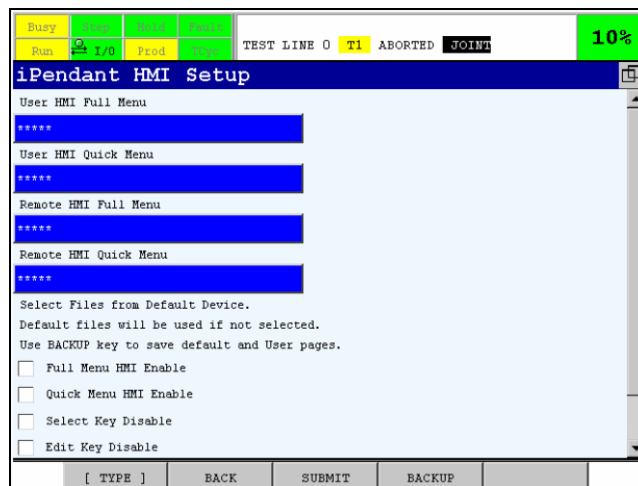 Busy Step Hold Fault
Run I/O Prod TCyc
TEST LINE 0 T1 ABORTED JOINT
10%
iPendant HMI Setup
User HMI Full Menu
*****
User HMI Quick Menu
*****
Remote HMI Full Menu
*****
Remote HMI Quick Menu
*****
Select Files from Default Device.
Default files will be used if not selected.
Use BACKUP key to save default and User pages.
Full Menu HMI Enable
Quick Menu HMI Enable
Select Key Disable
Edit Key Disable
[ TYPE ] BACK SUBMIT BACKUP